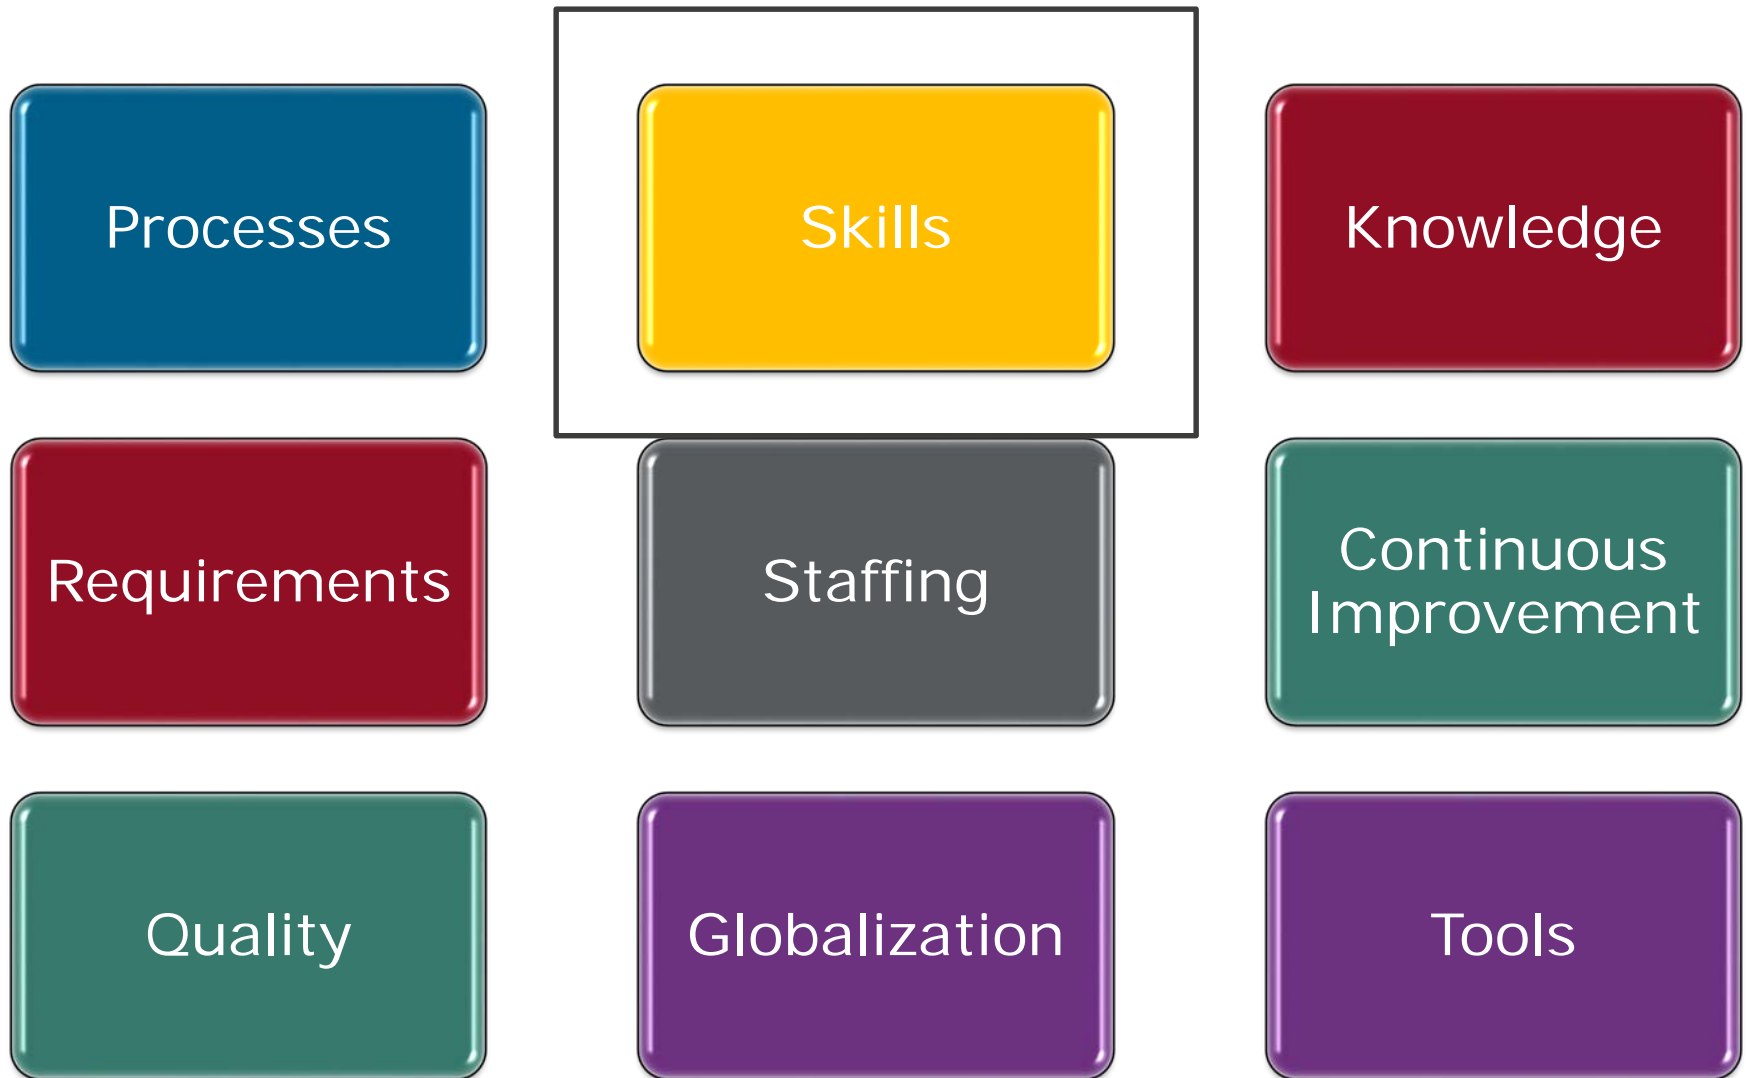 Processes
Skills
Knowledge
Requirements
Staffing
Continuous
Improvement
Quality
Globalization
Tools